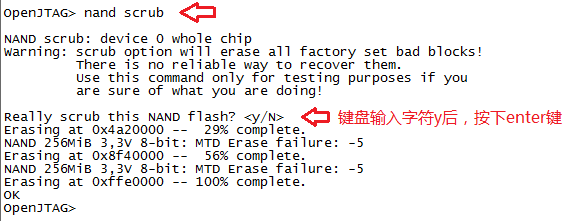 OpenJTAG> nand scrub
NAND scrub: device 0 whole chip
Warning: scrub option will erase all factory set bad blocks!
There is no reliable way to recover them.
Use this command only for testing purposes if you
are sure of what you are doing!
Really scrub this NAND flash? <y/N> 键盘输入字符y后，按下enter键
Erasing at 0x4a20000 --  29% complete.
NAND 256MiB 3,3V 8-bit: MTD Erase failure: -5
Erasing at 0x8f40000 --  56% complete.
NAND 256MiB 3,3V 8-bit: MTD Erase failure: -5
Erasing at 0xffe0000 -- 100% complete.
OK
OpenJTAG>